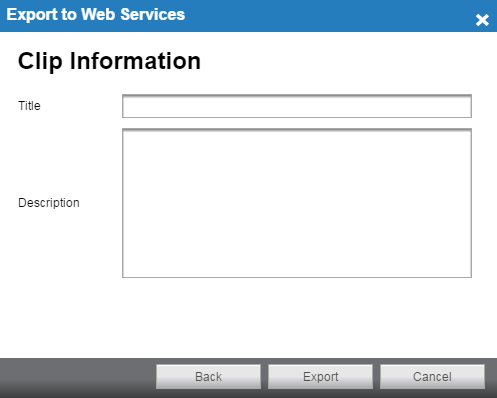 Export to Web Services
Clip Information
Title
Description
Back Export Cancel